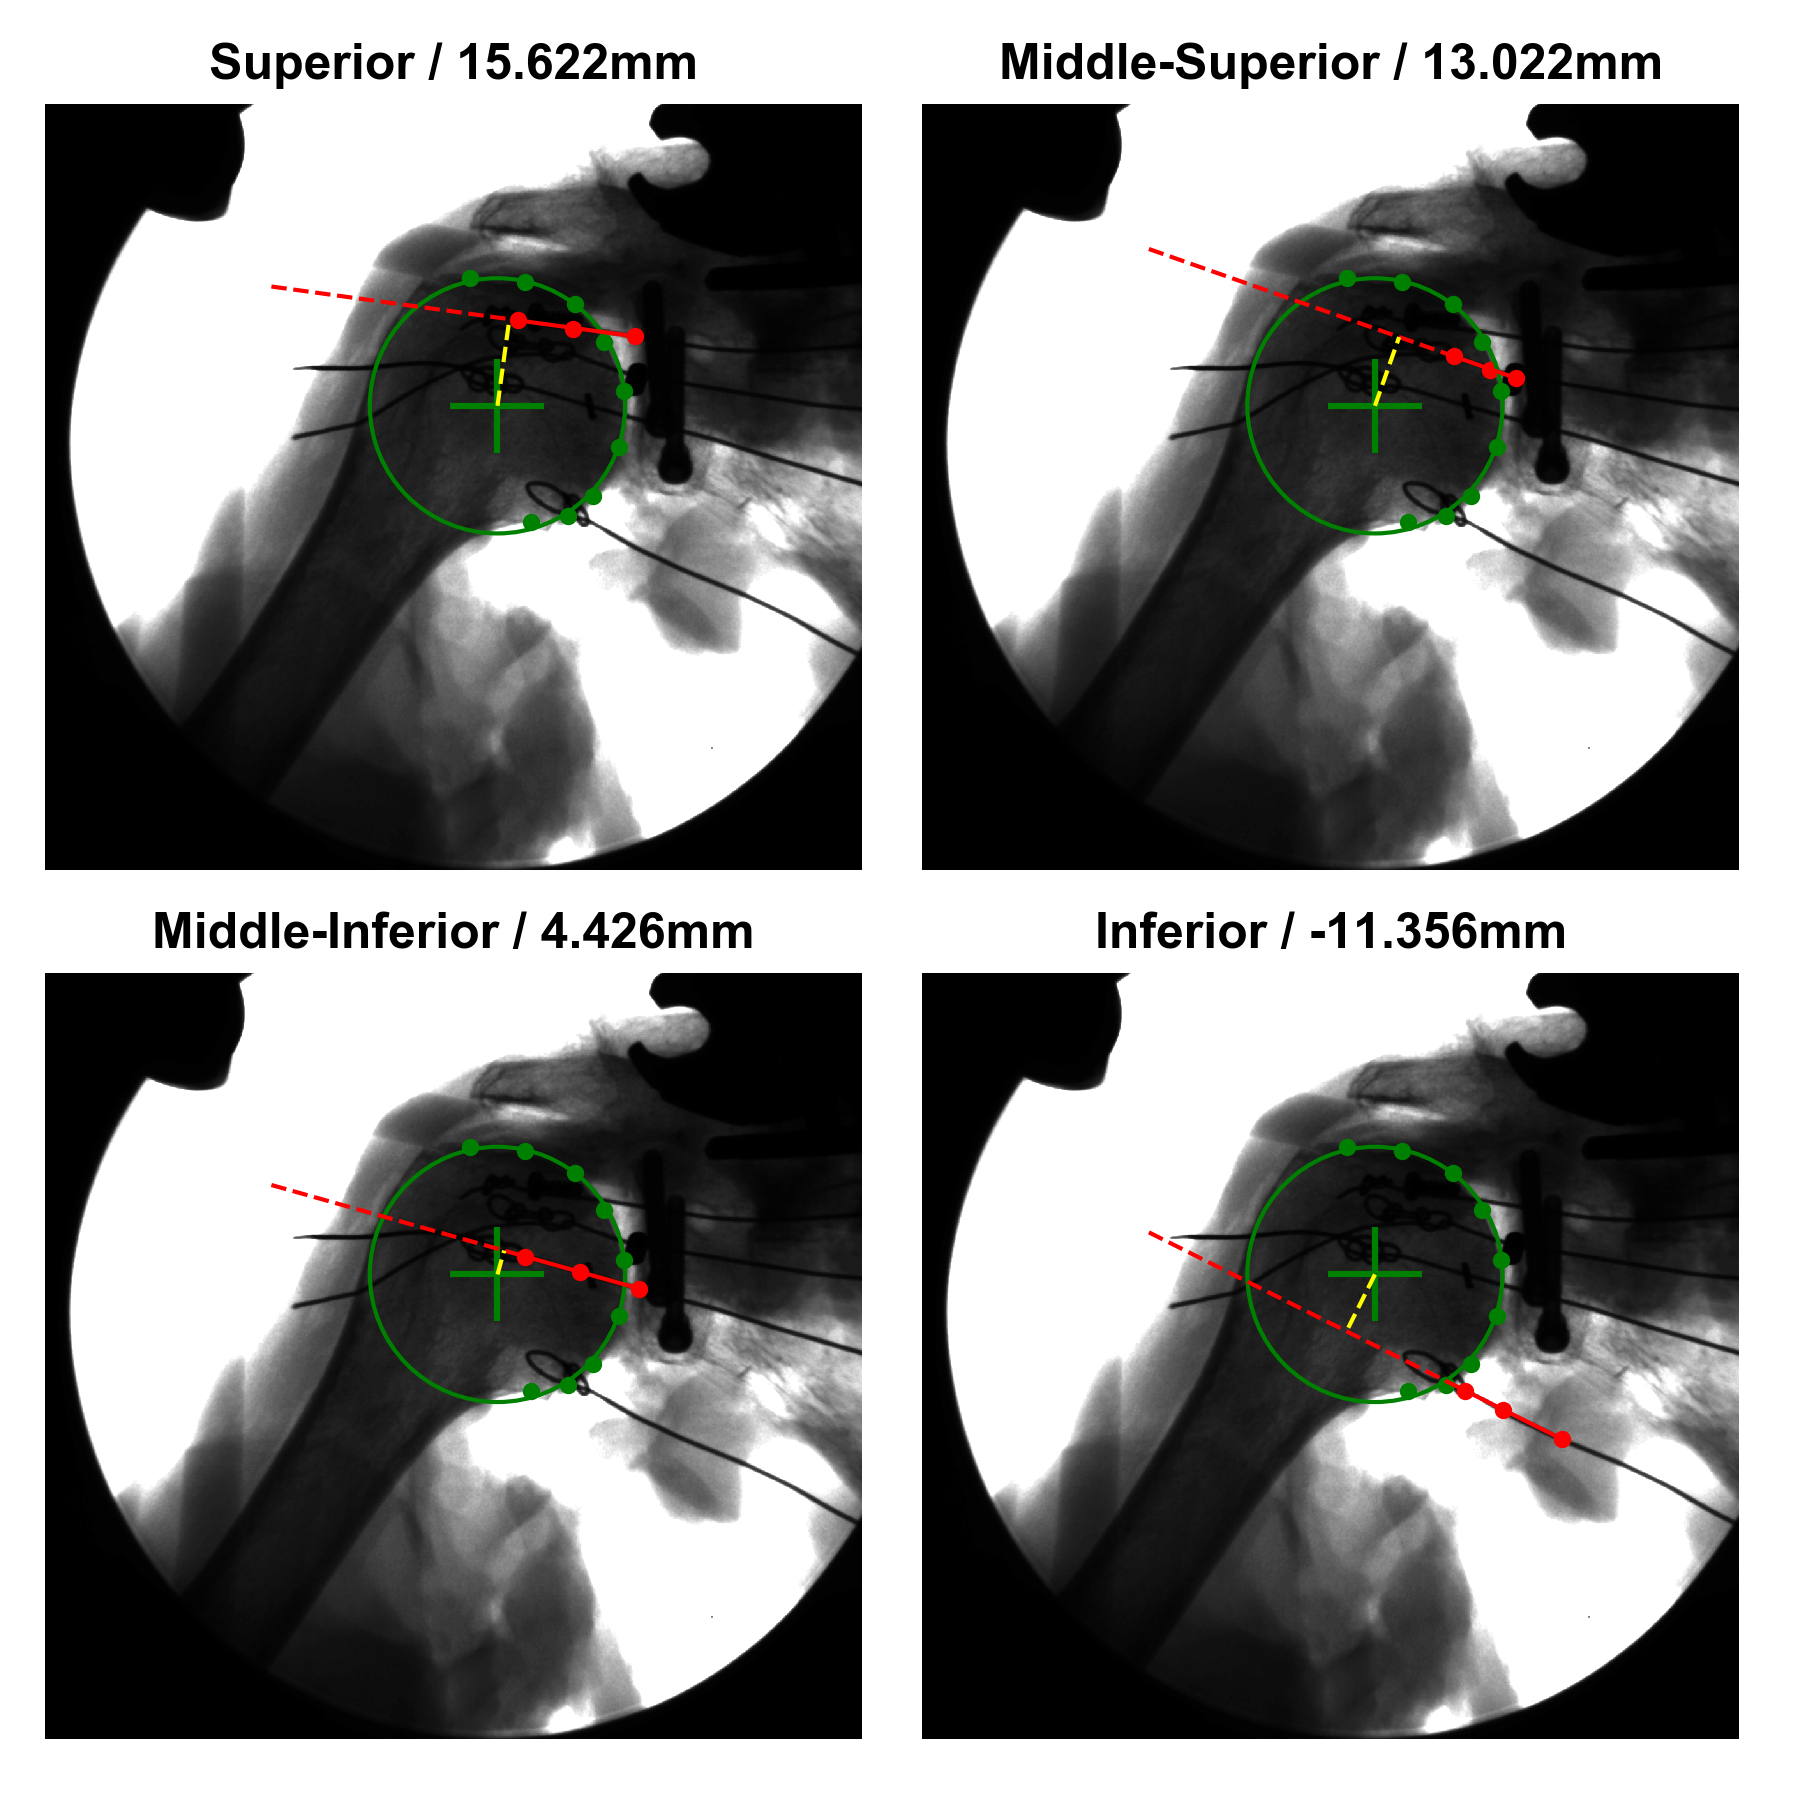 Superior / 15.622mm
Middle-Superior / 13.022mm
Middle-Inferior / 4.426mm
Inferior / -11.356mm